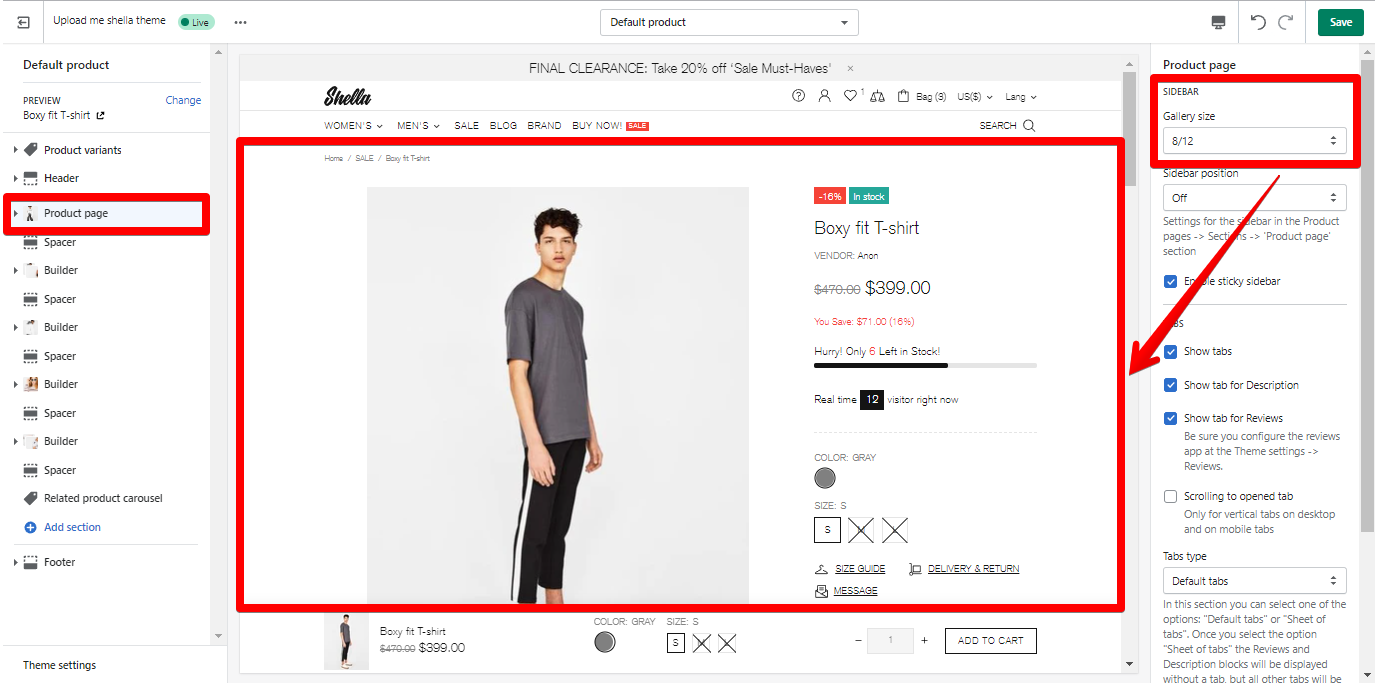 Upload me shella theme
Live
Default product
Save
Default product
PREVIEW
Change
Boxy fit T-shirt
Product variants
Header
Product page
Spacer
Builder
Spacer
Builder
Spacer
Builder
Spacer
Builder
Spacer
Related product carousel
Add section
Footer
Theme settings
FINAL CLEARANCE: Take 20% off 'Sale Must-Haves' ×
Shella
1
Bag (3) US($) Lang
WOMEN'S MEN'S SALE BLOG BRAND BUY NOW! SALE
SEARCH
Home / SALE / Boxy fit T-shirt
-16% In stock
Boxy fit T-shirt
VENDOR: Anon
$470.00 $399.00
You Save: $71.00 (16%)
Hurry! Only 6 Left in Stock!
Real time 12 visitor right now
COLOR: GRAY
SIZE: S
S
SIZE GUIDE DELIVERY & RETURN
MESSAGE
Boxy fit T-shirt
$470.00 $399.00
COLOR: GRAY SIZE: S
S
− 1 +
ADD TO CART
Product page
SIDEBAR
Gallery size
8/12
Sidebar position
Off
Settings for the sidebar in the Product
pages -> Sections -> 'Product page'
section
sticky sidebar
Show tabs
Show tab for Description
Show tab for Reviews
Be sure you configure the reviews
app at the Theme settings ->
Reviews.
Scrolling to opened tab
Only for vertical tabs on desktop
and on mobile tabs
Tabs type
Default tabs
In this section you can select one of the
options: "Default tabs" or "Sheet of
tabs". Once you select the option
"Sheet of tabs" the Reviews and
Description blocks will be displayed
without a tab, but all other tabs will be